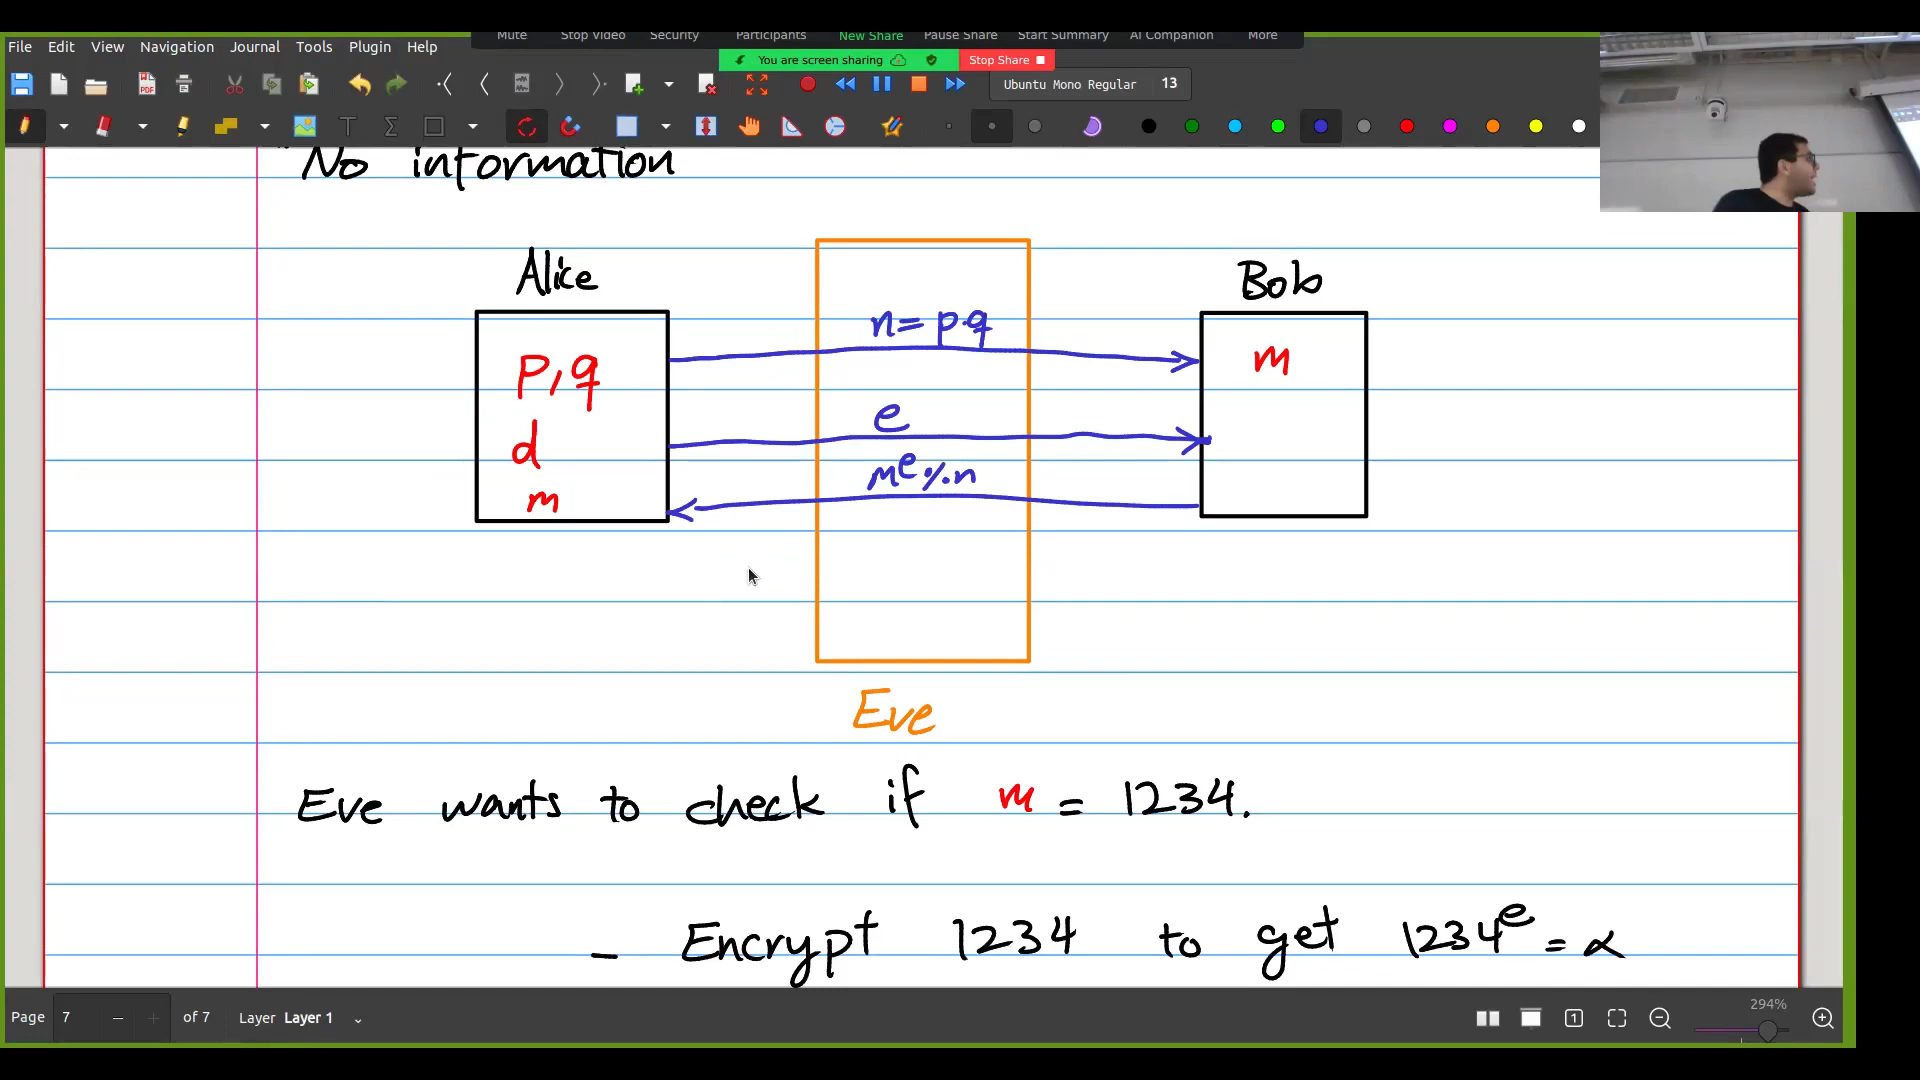 Mute Stop Video Security Participants New Share Pause Share Start Summary AI Companion More
File Edit View Navigation Journal Tools Plugin Help
You are screen sharing Stop Share
Ubuntu Mono Regular 13
"No information
Alice Bob
n = p.q
p, q m
e
d
m^e % n
m
Eve
Eve wants to check if m = 1234.
- Encrypt 1234 to get 1234^e = α
294%
Page 7 of 7 Layer Layer 1